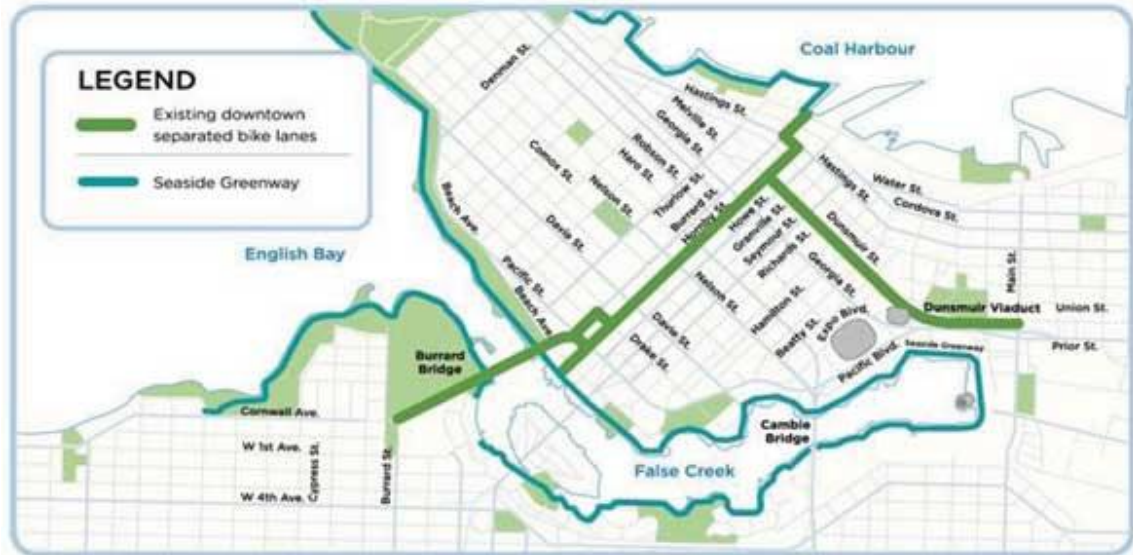 LEGEND
Existing downtown
separated bike lanes
Seaside Greenway
Coal Harbour
English Bay
False Creek
Denman St.
Hastings St.
Melville St.
Georgia St.
Robson St.
Haro St.
Comox St.
Nelson St.
Thurlow St.
Burrard St.
Hornby St.
Davie St.
Beach Ave.
Pacific St.
Beach Ave.
Howe St.
Granville St.
Seymour St.
Richards St.
Hastings St.
Water St.
Cordova St.
Dunsmuir St.
Georgia St.
Main St.
Nelson St.
Hamilton St.
Beatty St.
Expo Blvd.
Dunsmuir Viaduct
Union St.
Prior St.
Pacific Blvd.
Seaside Greenway
Davie St.
Drake St.
Burrard
Bridge
Cambie
Bridge
Cornwall Ave.
W 1st Ave.
Cypress St.
Burrard St.
W 4th Ave.